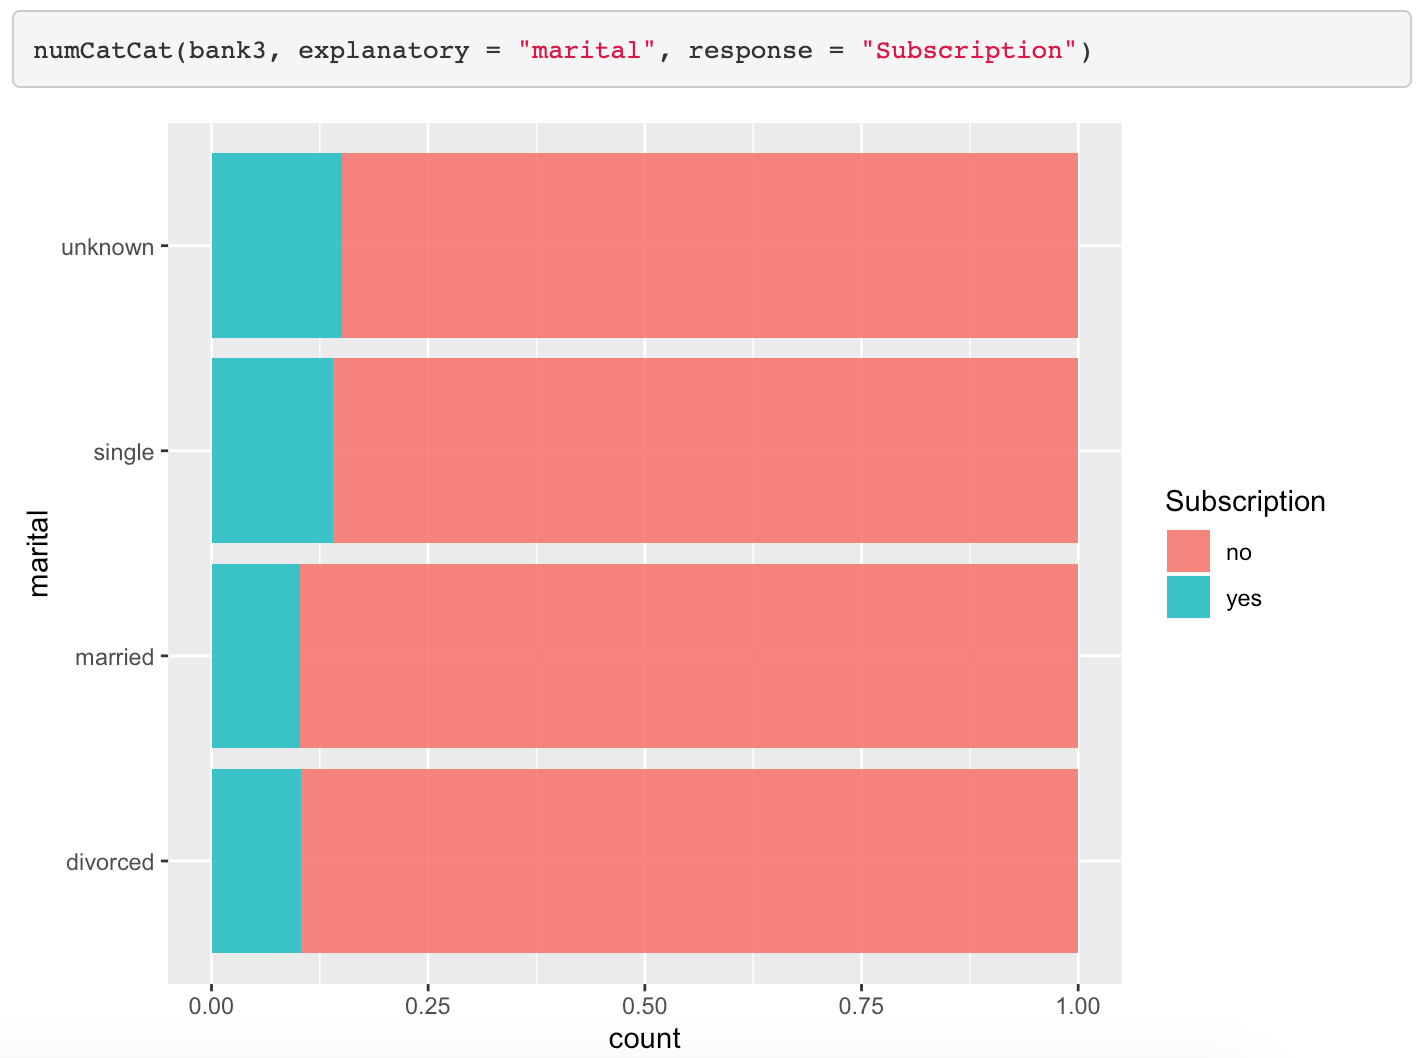 numCatCat(bank3, explanatory = "marital", response = "Subscription")
unknown
single
married
divorced
marital
0.00 0.25 0.50 0.75 1.00
count
Subscription
no
yes